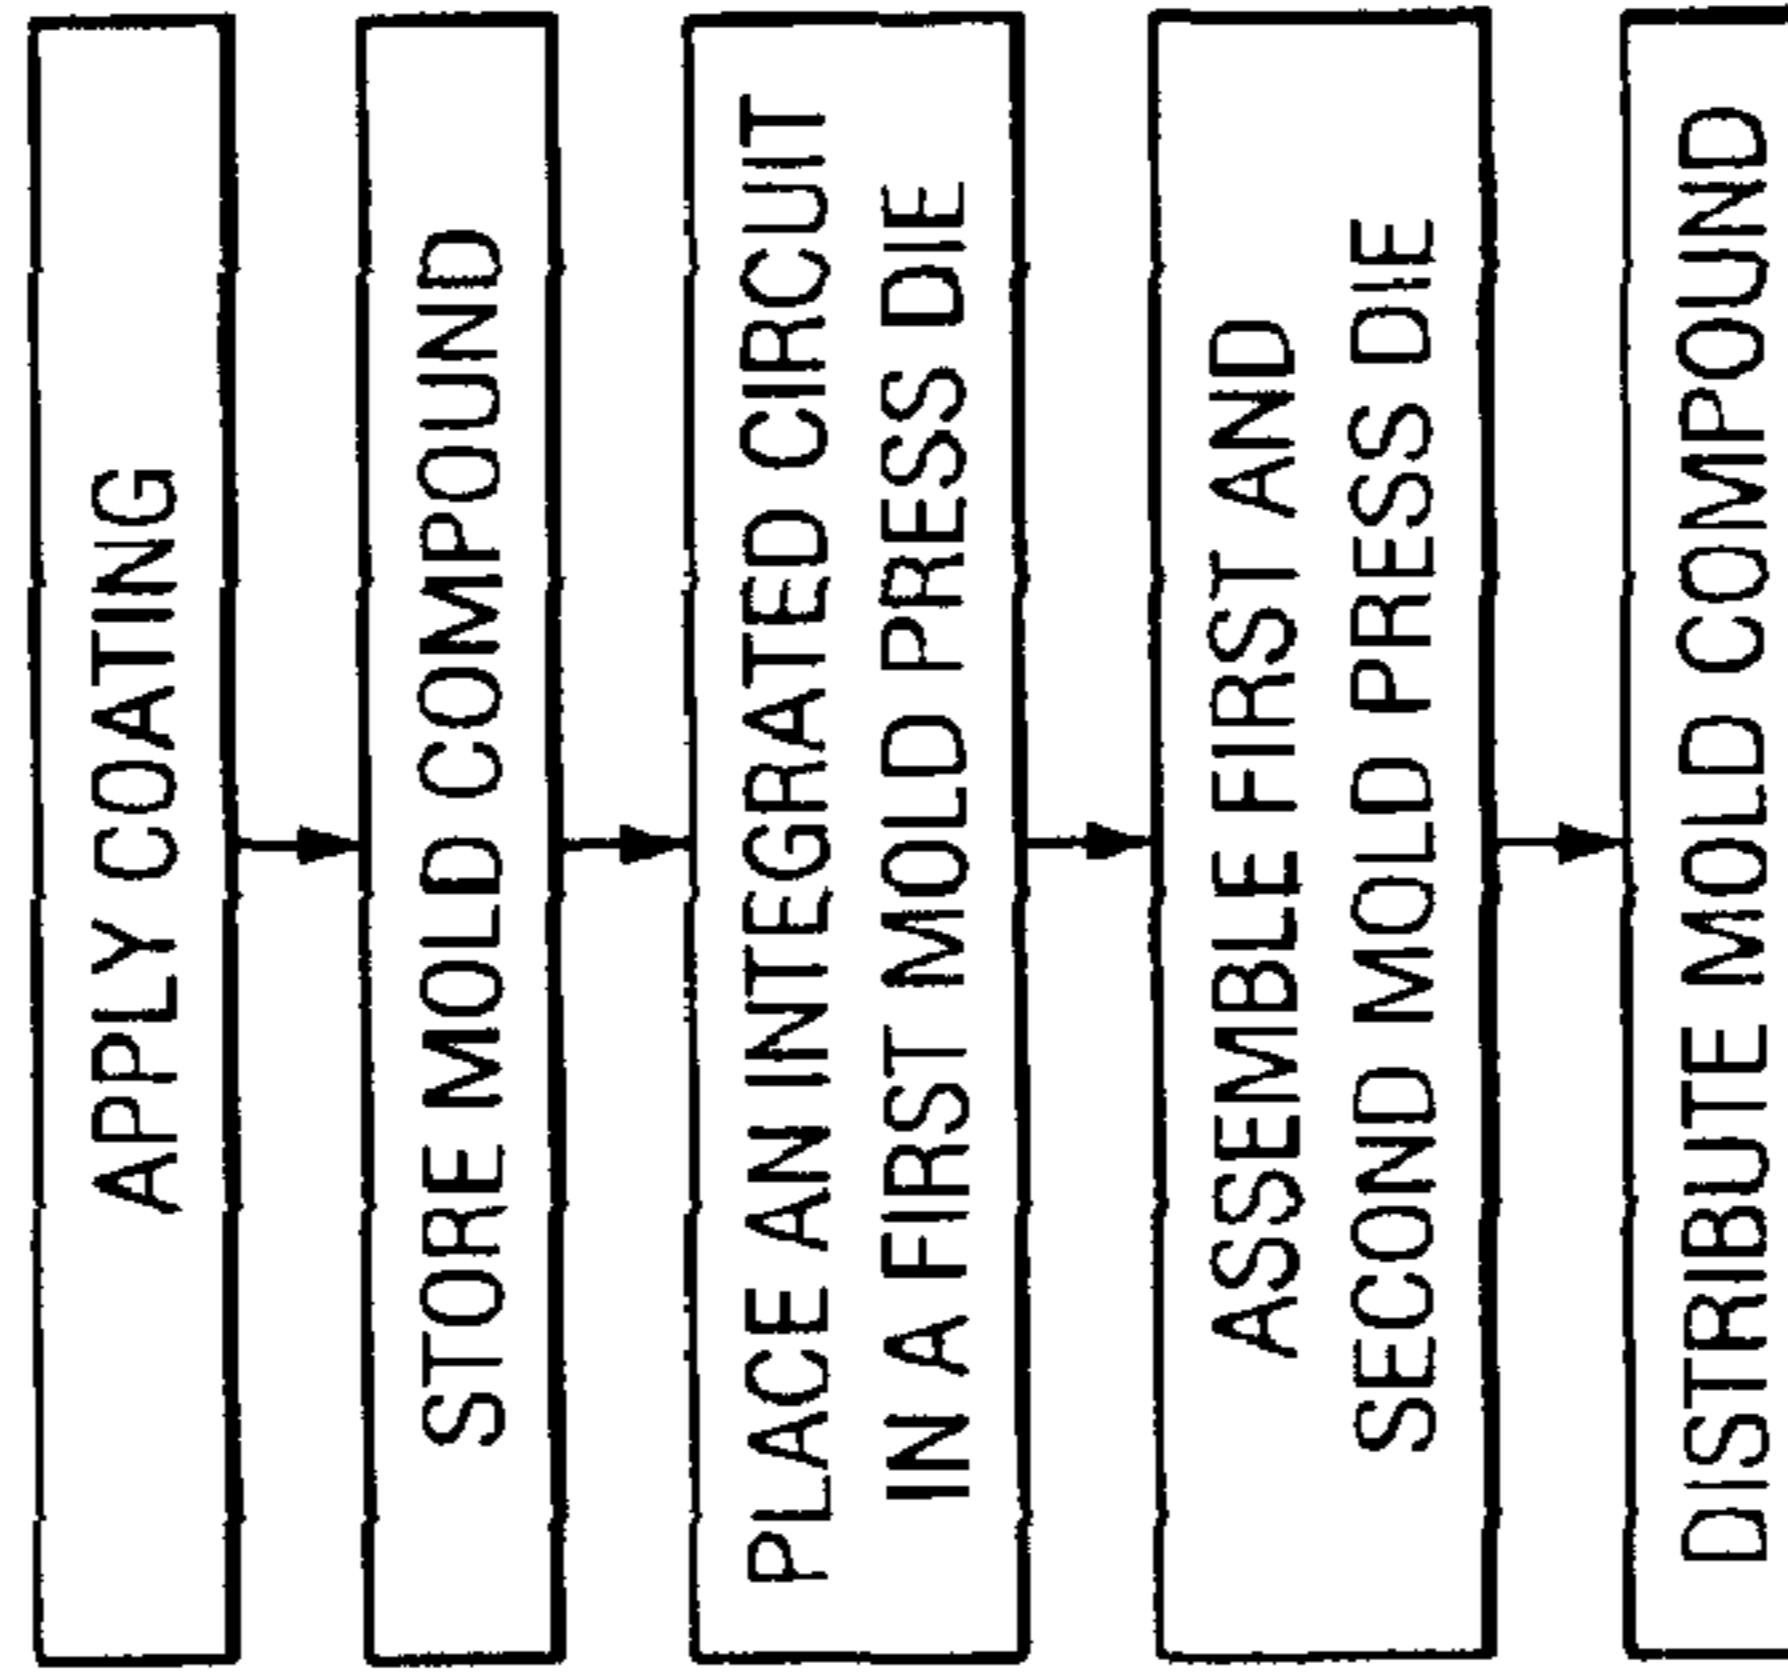 APPLY COATING
STORE MOLD COMPOUND
PLACE AN INTEGRATED CIRCUIT
IN A FIRST MOLD PRESS DIE
ASSEMBLE FIRST AND
SECOND MOLD PRESS DIE
DISTRIBUTE MOLD COMPOUND